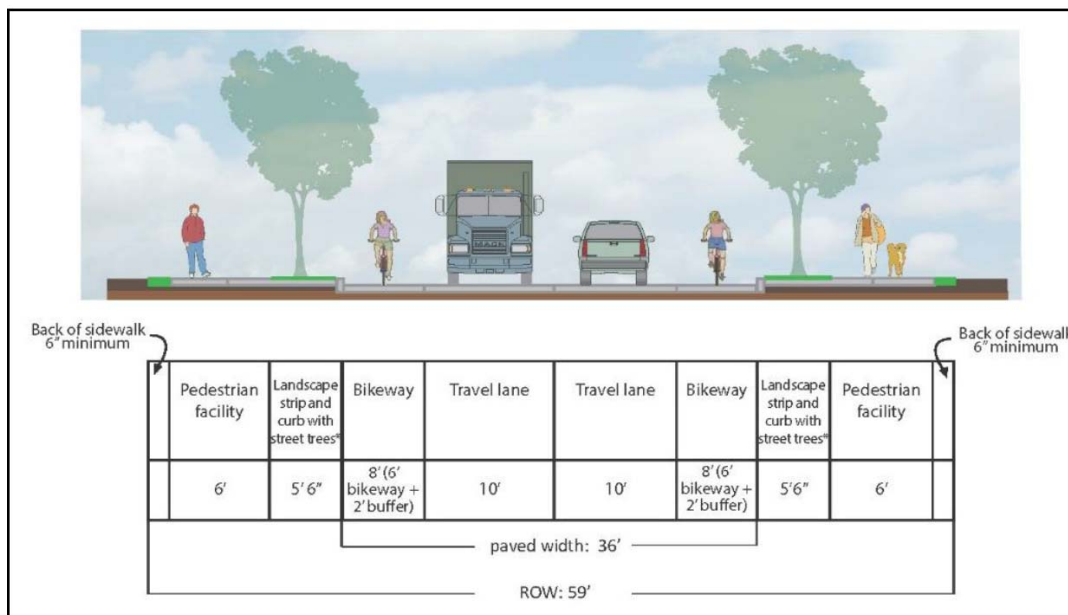 Back of sidewalk
6" minimum
Back of sidewalk
6" minimum
Pedestrian
facility
Landscape
strip and
curb with
street trees*
Bikeway
Travel lane
Travel lane
Bikeway
Landscape
strip and
curb with
street trees*
Pedestrian
facility
6'
5' 6"
8' (6'
bikeway +
2' buffer)
10'
10'
8' (6'
bikeway +
2' buffer)
5'6"
6'
paved width: 36'
ROW: 59'